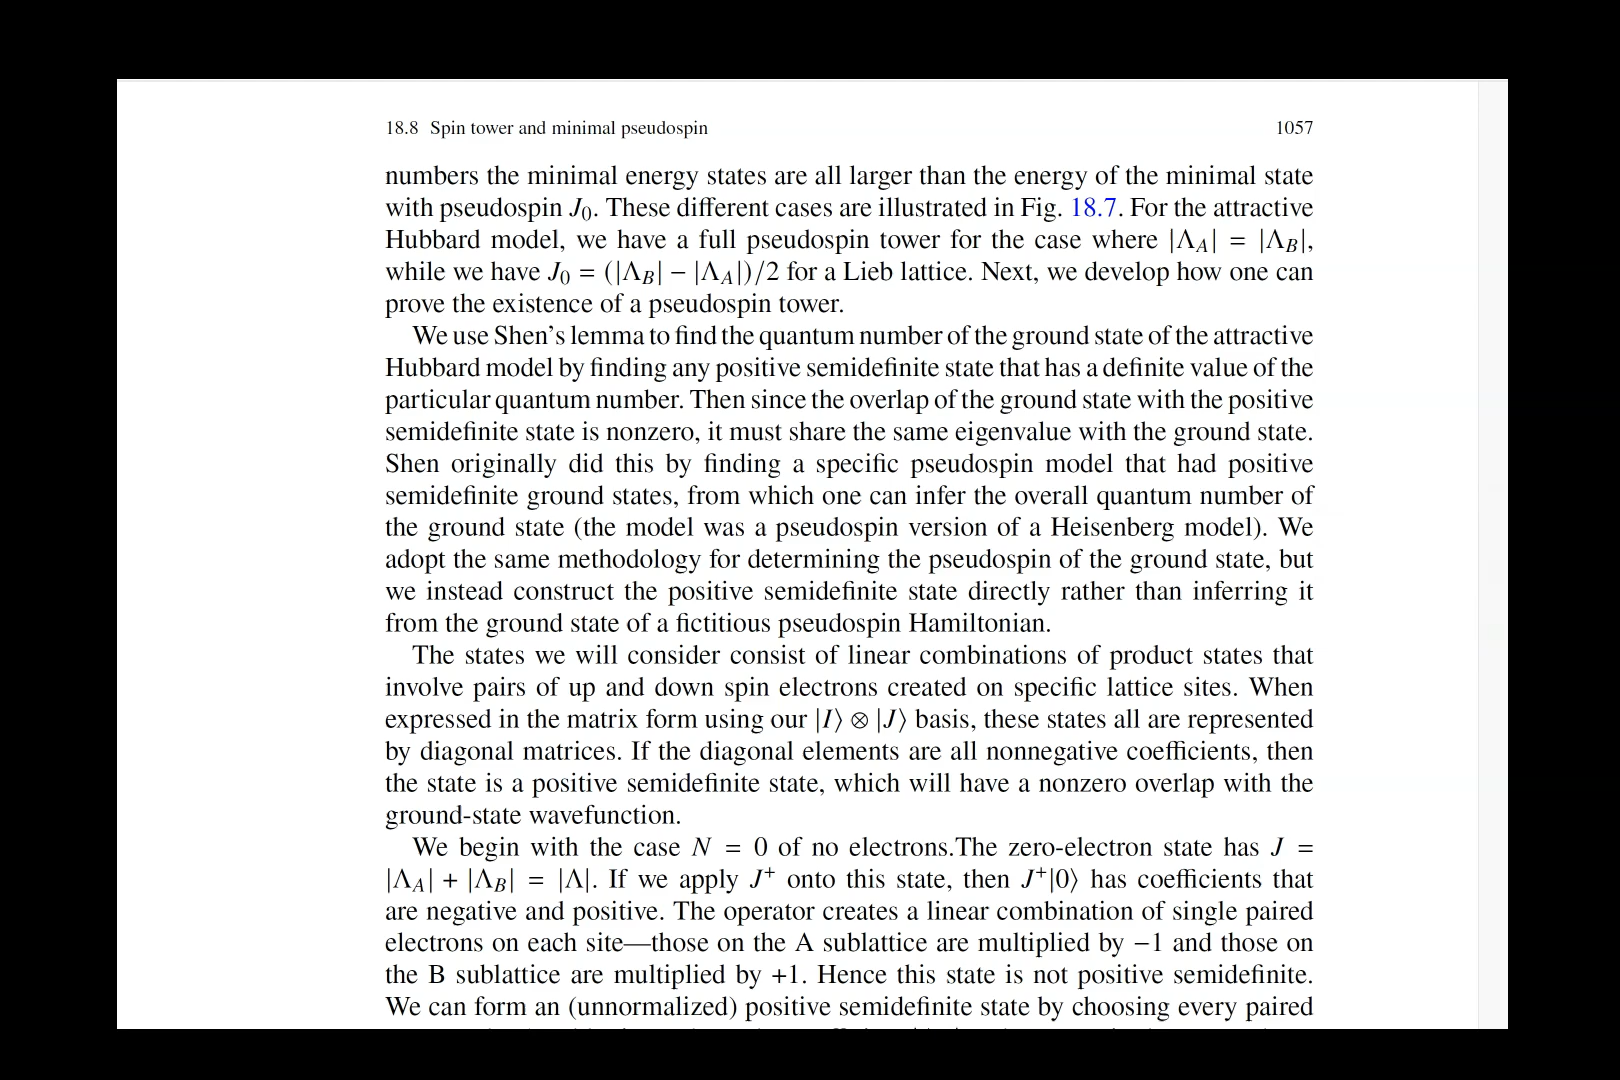 18.8 Spin tower and minimal pseudospin 1057
numbers the minimal energy states are all larger than the energy of the minimal state
with pseudospin J₀. These different cases are illustrated in Fig. 18.7. For the attractive
Hubbard model, we have a full pseudospin tower for the case where |Λ_A| = |Λ_B|,
while we have J₀ = (|Λ_B| − |Λ_A|)/2 for a Lieb lattice. Next, we develop how one can
prove the existence of a pseudospin tower.
We use Shen’s lemma to find the quantum number of the ground state of the attractive
Hubbard model by finding any positive semidefinite state that has a definite value of the
particular quantum number. Then since the overlap of the ground state with the positive
semidefinite state is nonzero, it must share the same eigenvalue with the ground state.
Shen originally did this by finding a specific pseudospin model that had positive
semidefinite ground states, from which one can infer the overall quantum number of
the ground state (the model was a pseudospin version of a Heisenberg model). We
adopt the same methodology for determining the pseudospin of the ground state, but
we instead construct the positive semidefinite state directly rather than inferring it
from the ground state of a fictitious pseudospin Hamiltonian.
The states we will consider consist of linear combinations of product states that
involve pairs of up and down spin electrons created on specific lattice sites. When
expressed in the matrix form using our |I⟩ ⊗ |J⟩ basis, these states all are represented
by diagonal matrices. If the diagonal elements are all nonnegative coefficients, then
the state is a positive semidefinite state, which will have a nonzero overlap with the
ground-state wavefunction.
We begin with the case N = 0 of no electrons.The zero-electron state has J =
|Λ_A| + |Λ_B| = |Λ|. If we apply J⁺ onto this state, then J⁺|0⟩ has coefficients that
are negative and positive. The operator creates a linear combination of single paired
electrons on each site—those on the A sublattice are multiplied by −1 and those on
the B sublattice are multiplied by +1. Hence this state is not positive semidefinite.
We can form an (unnormalized) positive semidefinite state by choosing every paired